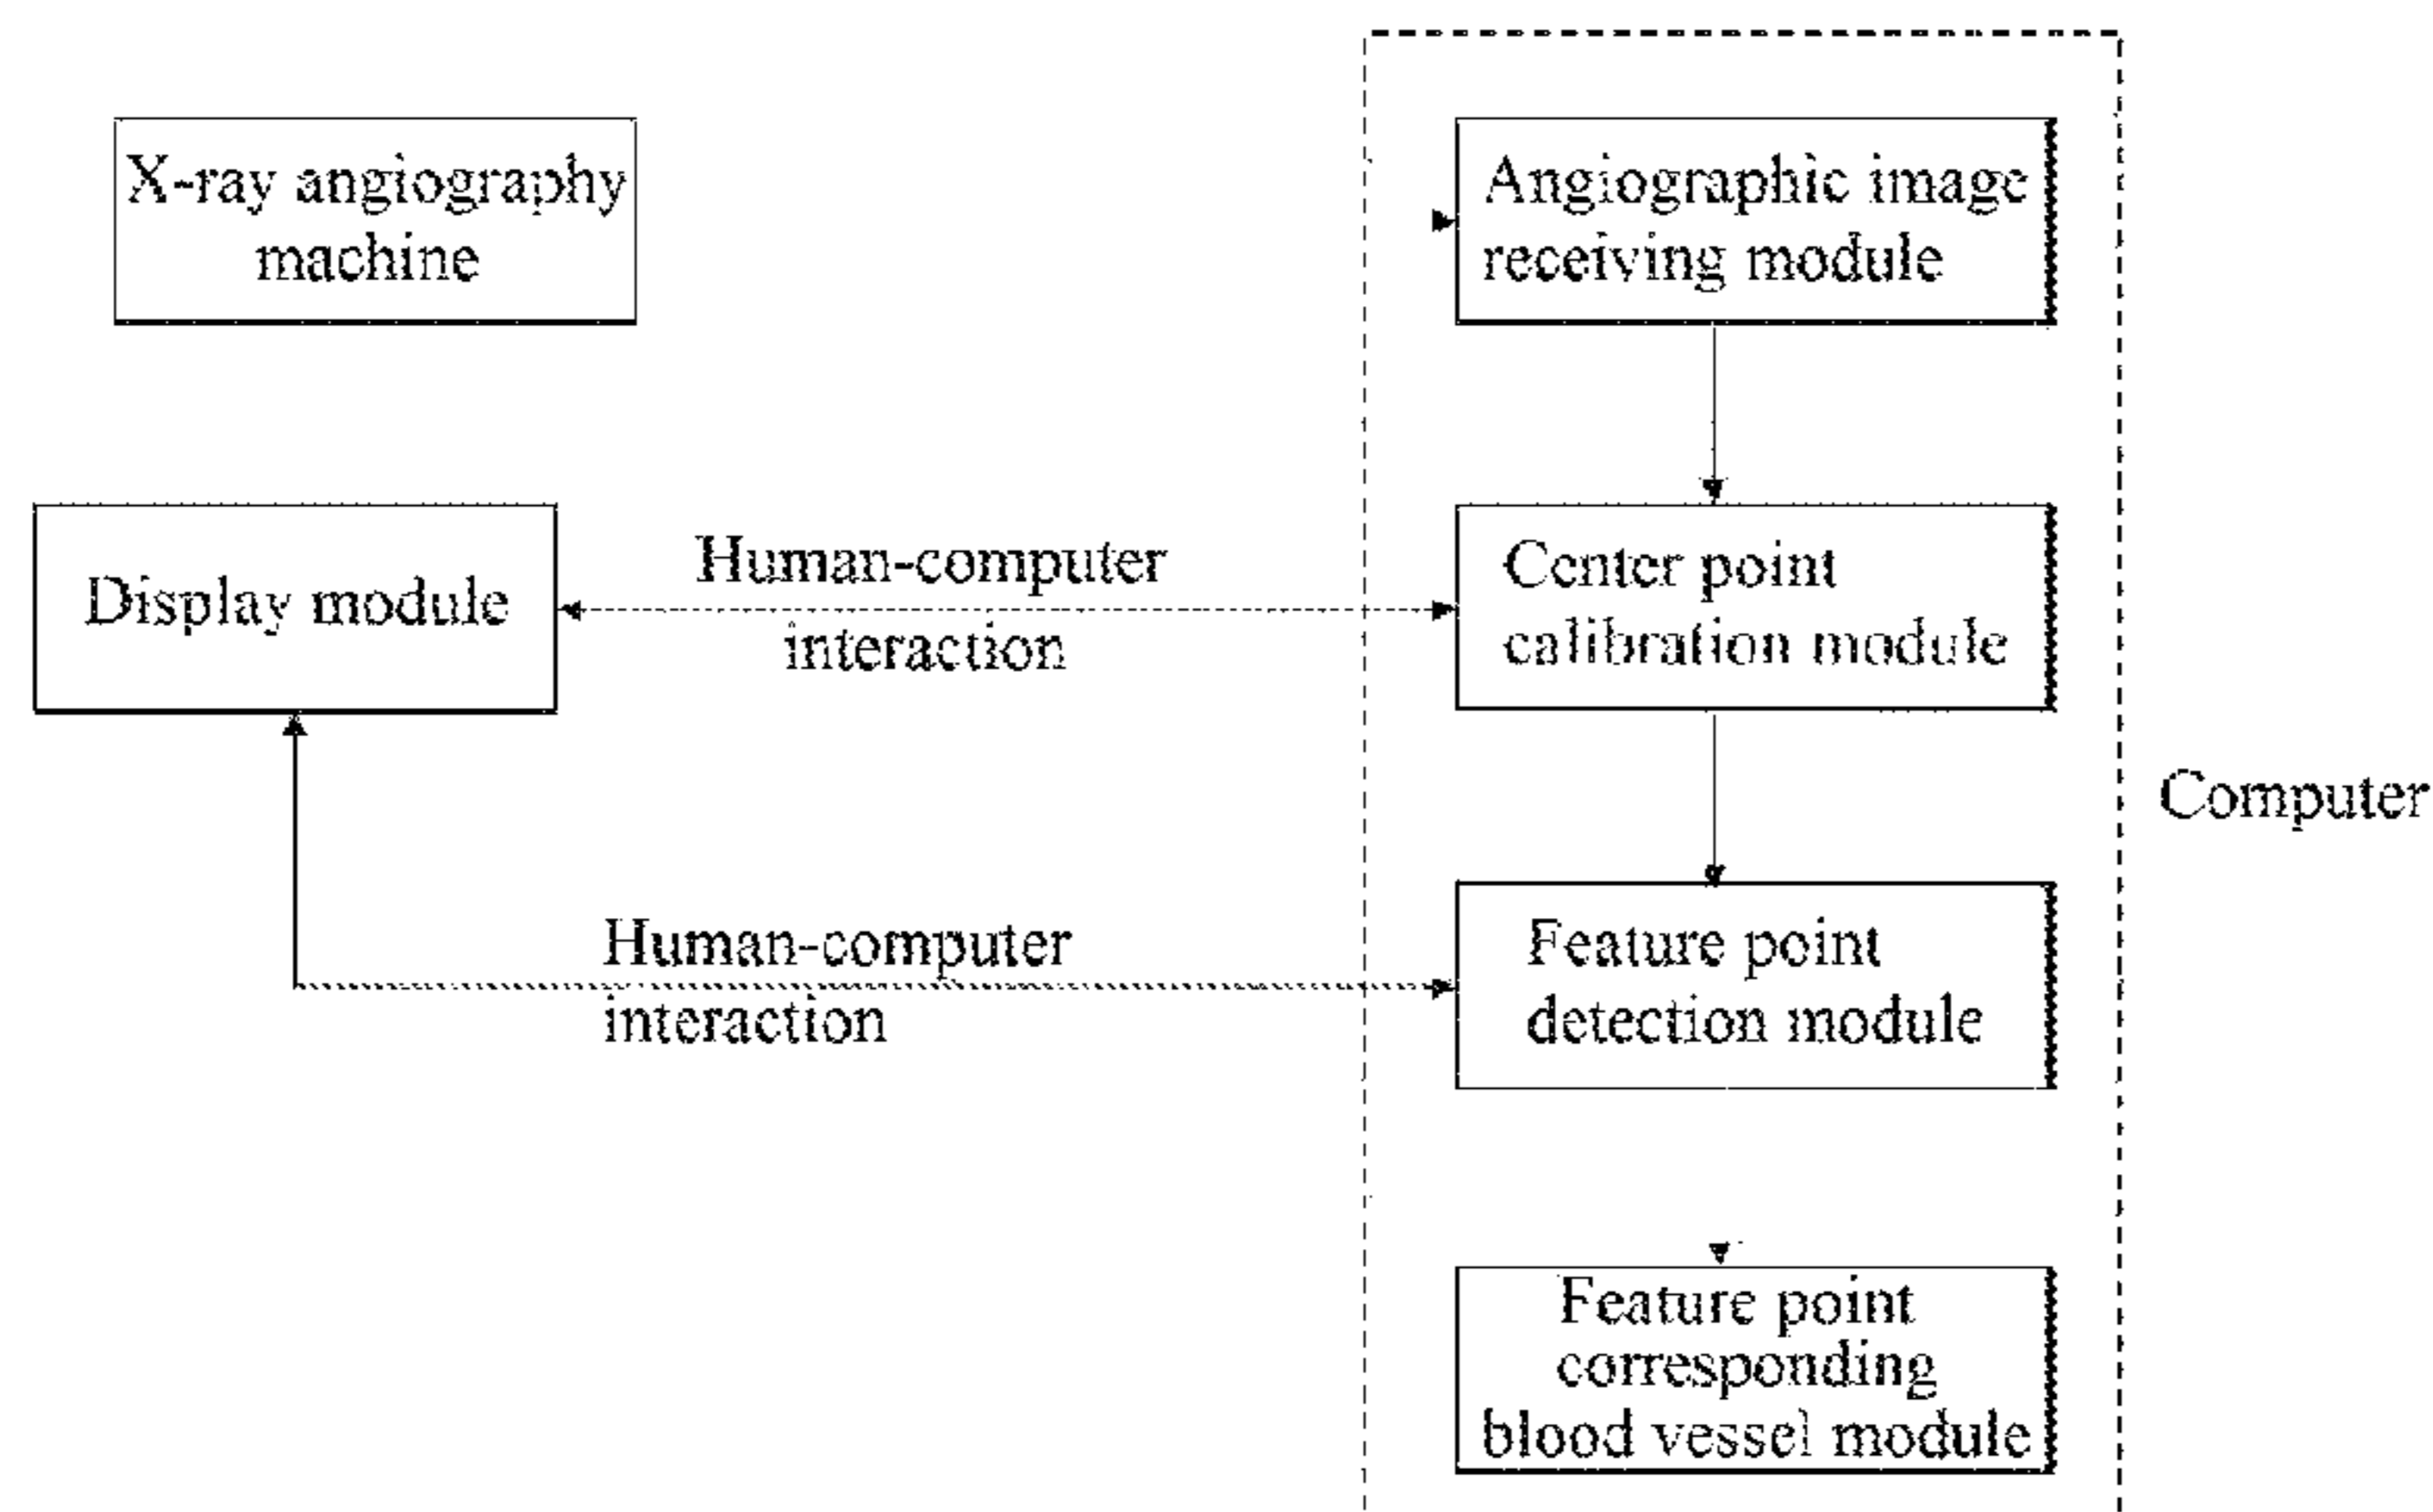 X-ray angiography
machine
Angiographic image
receiving module
Display module
Human-computer
interaction
Center point
calibration module
Computer
Human-computer
interaction
Feature point
detection module
Feature point
corresponding
blood vessel module